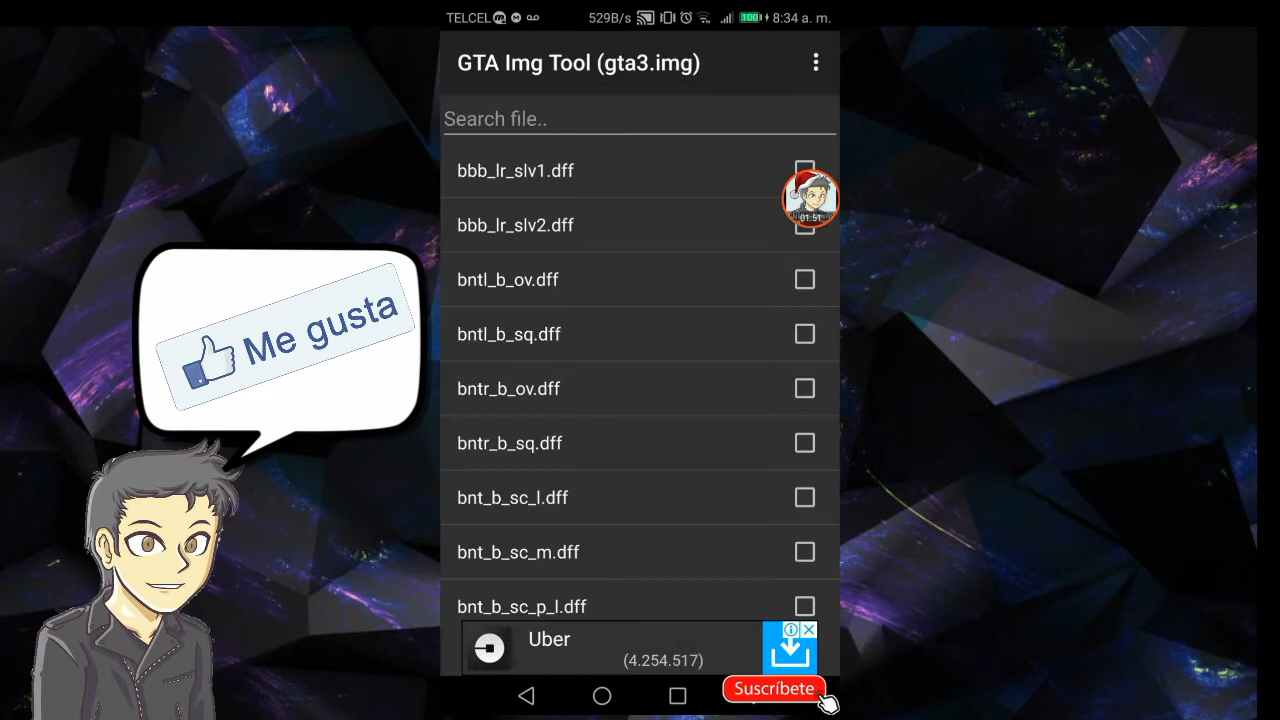 TELCEL 529B/s 100 8:34 a. m.
GTA Img Tool (gta3.img)
Search file..
bbb_lr_slv1.dff
01:51
bbb_lr_slv2.dff
bntl_b_ov.dff
bntl_b_sq.dff
bntr_b_ov.dff
bntr_b_sq.dff
bnt_b_sc_l.dff
bnt_b_sc_m.dff
bnt_b_sc_p_l.dff
Uber
(4.254.517)
Suscríbete
Me gusta